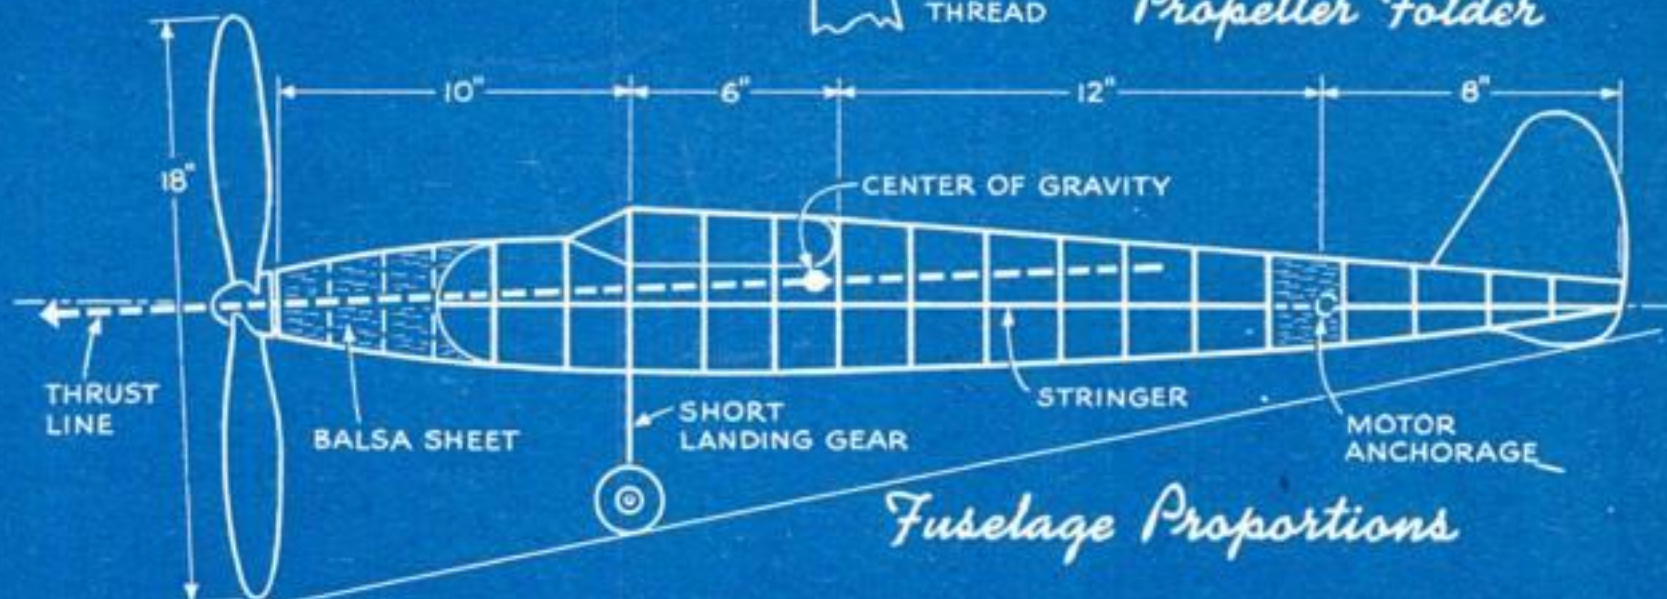 THREAD
Propeller Folder
10"
6"
12"
8"
18"
CENTER OF GRAVITY
THRUST
LINE
BALSA SHEET
SHORT
LANDING GEAR
STRINGER
MOTOR
ANCHORAGE
Fuselage Proportions